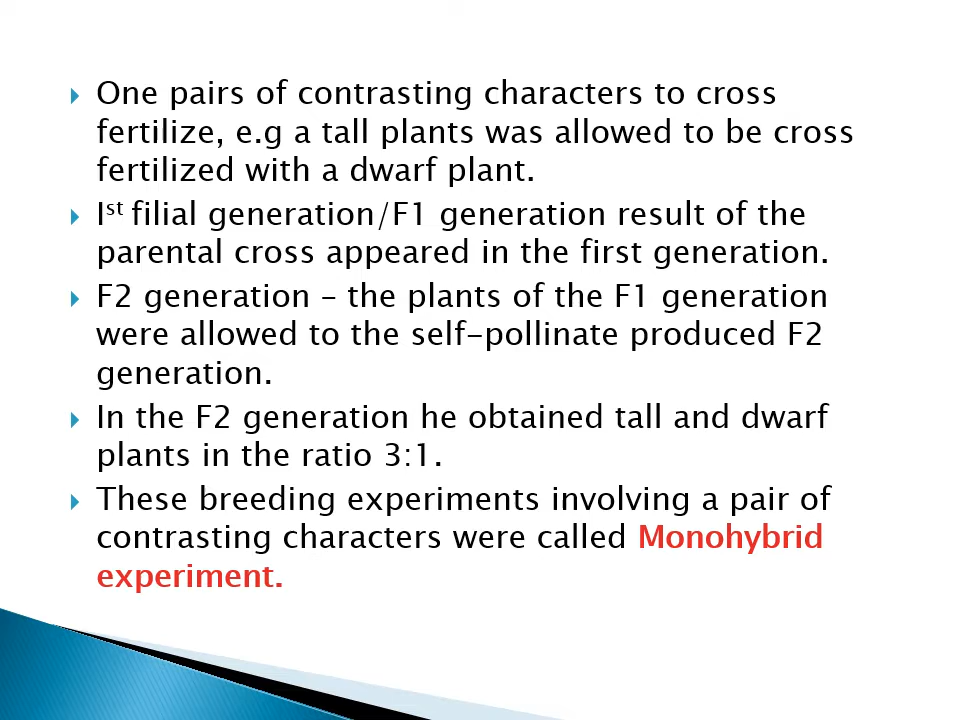 One pairs of contrasting characters to cross
fertilize, e.g a tall plants was allowed to be cross
fertilized with a dwarf plant.
Ist filial generation/F1 generation result of the
parental cross appeared in the first generation.
F2 generation – the plants of the F1 generation
were allowed to the self-pollinate produced F2
generation.
In the F2 generation he obtained tall and dwarf
plants in the ratio 3:1.
These breeding experiments involving a pair of
contrasting characters were called Monohybrid
experiment.